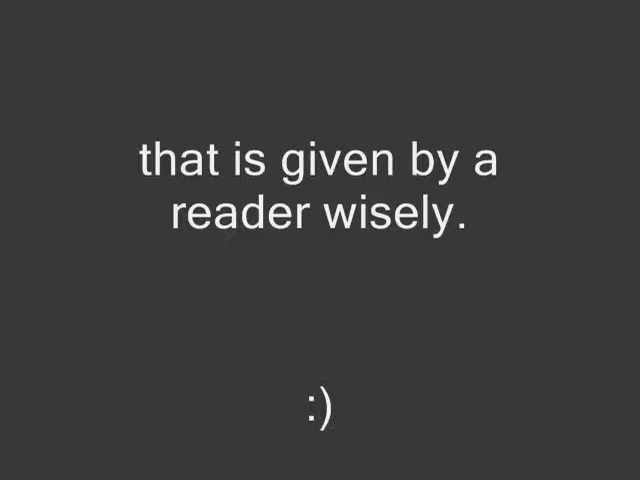 that is given by a
reader wisely.
:)